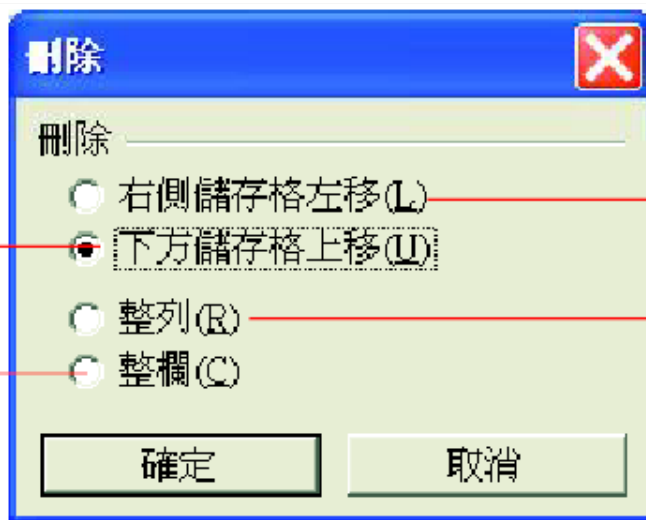 刪除
刪除
右側儲存格左移(L)
下方儲存格上移(U)
整列(R)
整欄(C)
確定
取消